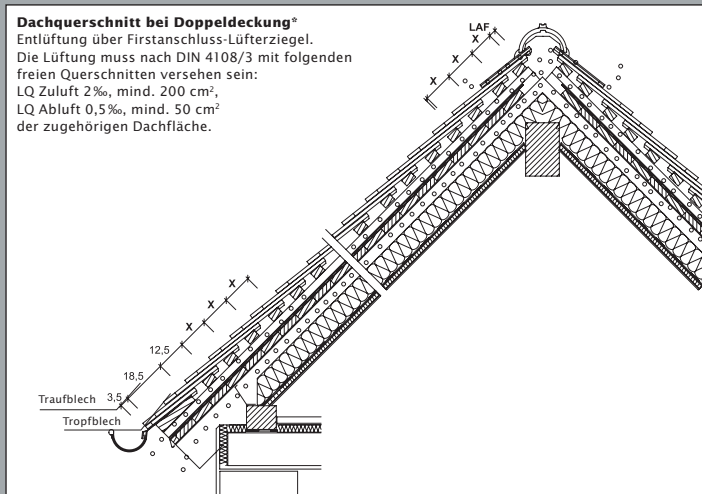 Dachquerschnitt bei Doppeldeckung*
Entlüftung über Firstanschluss-Lüfterziegel.
Die Lüftung muss nach DIN 4108/3 mit folgenden
freien Querschnitten versehen sein:
LQ Zuluft 2‰, mind. 200 cm²,
LQ Abluft 0,5‰, mind. 50 cm²
der zugehörigen Dachfläche.
LAF
X
X
X
X
X
X
12,5
18,5
3,5
Traufblech
Tropfblech